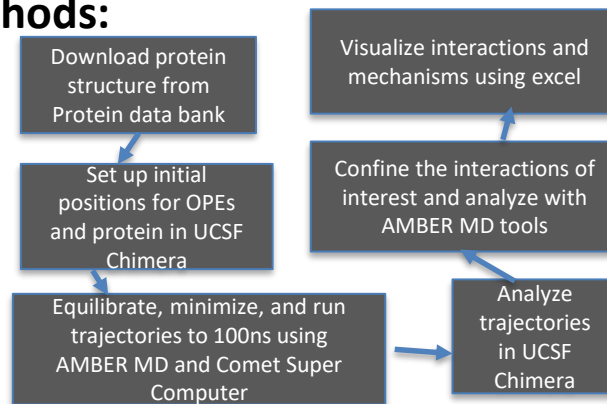 hods:
Download protein
structure from
Protein data bank
Set up initial
positions for OPEs
and protein in UCSF
Chimera
Equilibrate, minimize, and run
trajectories to 100ns using
AMBER MD and Comet Super
Computer
Analyze
trajectories
in UCSF
Chimera
Confine the interactions of
interest and analyze with
AMBER MD tools
Visualize interactions and
mechanisms using excel